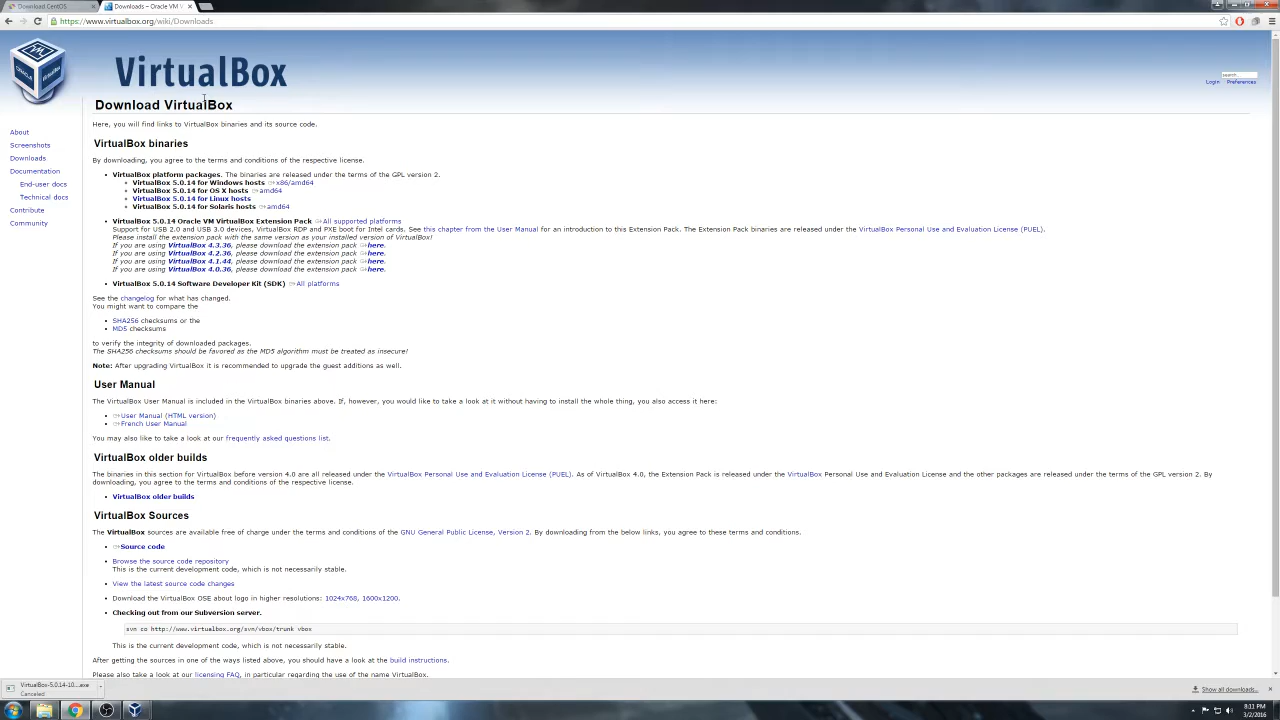 Download CentOS
Downloads – Oracle VM V
https://www.virtualbox.org/wiki/Downloads
VirtualBox
search...
Login Preferences
Download VirtualBox
Here, you will find links to VirtualBox binaries and its source code.
About
Screenshots
Downloads
Documentation
End-user docs
Technical docs
Contribute
Community
VirtualBox binaries
By downloading, you agree to the terms and conditions of the respective license.
VirtualBox platform packages. The binaries are released under the terms of the GPL version 2.
VirtualBox 5.0.14 for Windows hosts x86/amd64
VirtualBox 5.0.14 for OS X hosts amd64
VirtualBox 5.0.14 for Linux hosts
VirtualBox 5.0.14 for Solaris hosts amd64
VirtualBox 5.0.14 Oracle VM VirtualBox Extension Pack All supported platforms
Support for USB 2.0 and USB 3.0 devices, VirtualBox RDP and PXE boot for Intel cards. See this chapter from the User Manual for an introduction to this Extension Pack. The Extension Pack binaries are released under the VirtualBox Personal Use and Evaluation License (PUEL).
Please install the extension pack with the same version as your installed version of VirtualBox!
If you are using VirtualBox 4.3.36, please download the extension pack here.
If you are using VirtualBox 4.2.36, please download the extension pack here.
If you are using VirtualBox 4.1.44, please download the extension pack here.
If you are using VirtualBox 4.0.36, please download the extension pack here.
VirtualBox 5.0.14 Software Developer Kit (SDK) All platforms
See the changelog for what has changed.
You might want to compare the
SHA256 checksums or the
MD5 checksums
to verify the integrity of downloaded packages.
The SHA256 checksums should be favored as the MD5 algorithm must be treated as insecure!
Note: After upgrading VirtualBox it is recommended to upgrade the guest additions as well.
User Manual
The VirtualBox User Manual is included in the VirtualBox binaries above. If, however, you would like to take a look at it without having to install the whole thing, you also access it here:
User Manual (HTML version)
French User Manual
You may also like to take a look at our frequently asked questions list.
VirtualBox older builds
The binaries in this section for VirtualBox before version 4.0 are all released under the VirtualBox Personal Use and Evaluation License (PUEL). As of VirtualBox 4.0, the Extension Pack is released under the VirtualBox Personal Use and Evaluation License and the other packages are released under the terms of the GPL version 2. By
downloading, you agree to the terms and conditions of the respective license.
VirtualBox older builds
VirtualBox Sources
The VirtualBox sources are available free of charge under the terms and conditions of the GNU General Public License, Version 2. By downloading from the below links, you agree to these terms and conditions.
Source code
Browse the source code repository
This is the current development code, which is not necessarily stable.
View the latest source code changes
Download the VirtualBox OSE about logo in higher resolutions: 1024x768, 1600x1200.
Checking out from our Subversion server.
svn co http://www.virtualbox.org/svn/vbox/trunk vbox
This is the current development code, which is not necessarily stable.
After getting the sources in one of the ways listed above, you should have a look at the build instructions.
Please also take a look at our licensing FAQ, in particular regarding the use of the name VirtualBox.
VirtualBox-5.0.14-10....exe
Canceled
Show all downloads...
8:11 PM
3/2/2016